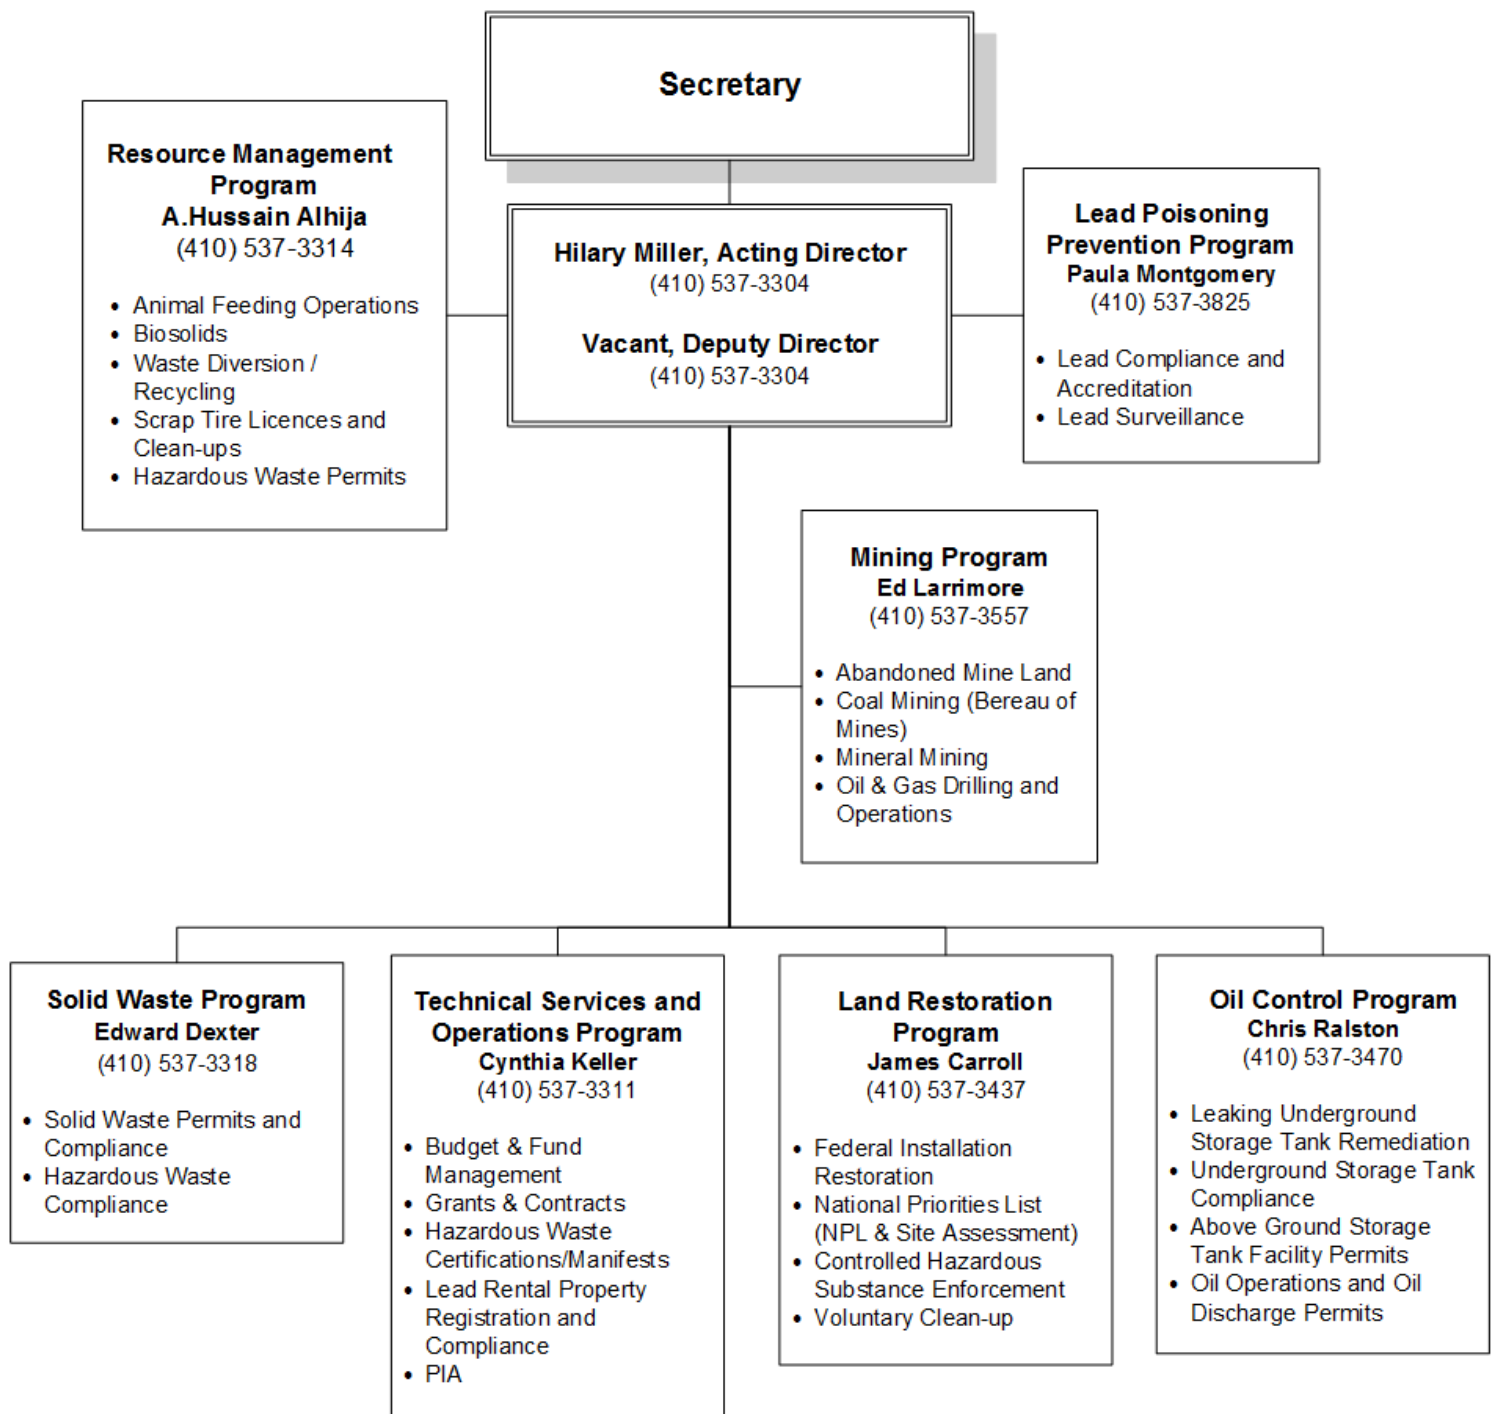 Secretary
Resource Management
Program
A.Hussain Alhija
(410) 537-3314
• Animal Feeding Operations
• Biosolids
• Waste Diversion /
Recycling
• Scrap Tire Licences and
Clean-ups
• Hazardous Waste Permits
Hilary Miller, Acting Director
(410) 537-3304
Vacant, Deputy Director
(410) 537-3304
Lead Poisoning
Prevention Program
Paula Montgomery
(410) 537-3825
• Lead Compliance and
Accreditation
• Lead Surveillance
Mining Program
Ed Larrimore
(410) 537-3557
• Abandoned Mine Land
• Coal Mining (Bereau of
Mines)
• Mineral Mining
• Oil & Gas Drilling and
Operations
Solid Waste Program
Edward Dexter
(410) 537-3318
• Solid Waste Permits and
Compliance
• Hazardous Waste
Compliance
Technical Services and
Operations Program
Cynthia Keller
(410) 537-3311
• Budget & Fund
Management
• Grants & Contracts
• Hazardous Waste
Certifications/Manifests
• Lead Rental Property
Registration and
Compliance
• PIA
Land Restoration
Program
James Carroll
(410) 537-3437
• Federal Installation
Restoration
• National Priorities List
(NPL & Site Assessment)
• Controlled Hazardous
Substance Enforcement
• Voluntary Clean-up
Oil Control Program
Chris Ralston
(410) 537-3470
• Leaking Underground
Storage Tank Remediation
• Underground Storage Tank
Compliance
• Above Ground Storage
Tank Facility Permits
• Oil Operations and Oil
Discharge Permits